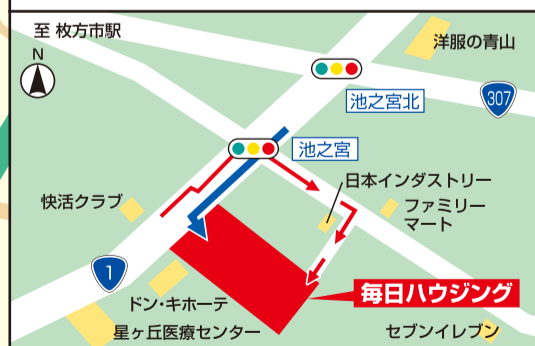 至 枚方市駅
N
洋服の青山
池之宮北
307
池之宮
日本インダストリー
快活クラブ
ファミリー
マート
1
毎日ハウジング
ドン・キホーテ
星ヶ丘医療センター
セブンイレブン